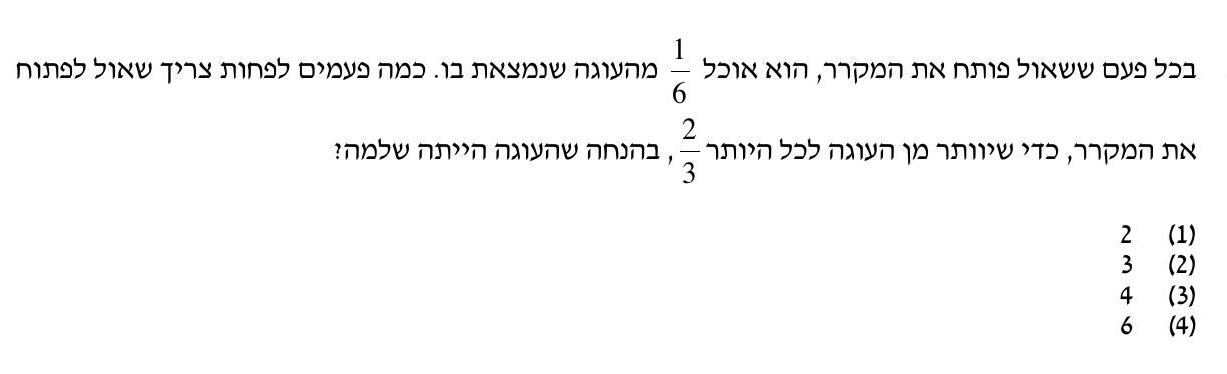 בכל פעם ששאול פותח את המקרר, הוא אוכל 1/6 מהעוגה שנמצאת בו. כמה פעמים לפחות צריך שאול לפתוח
את המקרר, כדי שיוותר מן העוגה לכל היותר 2/3, בהנחה שהעוגה הייתה שלמה?
(1) 2
(2) 3
(3) 4
(4) 6